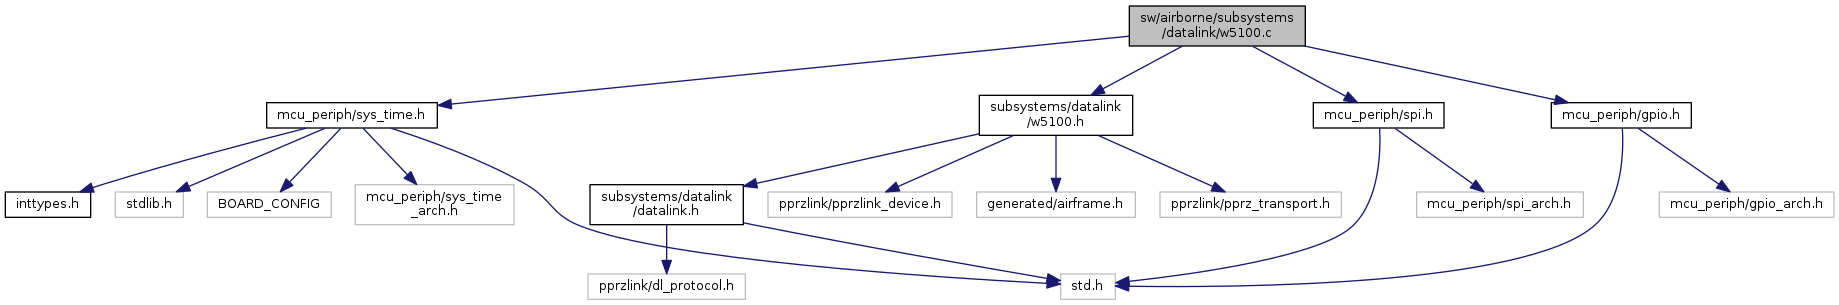 sw/airborne/subsystems
/datalink/w5100.c
mcu_periph/sys_time.h
subsystems/datalink
/w5100.h
mcu_periph/spi.h
mcu_periph/gpio.h
inttypes.h
stdlib.h
BOARD_CONFIG
mcu_periph/sys_time
_arch.h
subsystems/datalink
/datalink.h
pprzlink/pprzlink_device.h
generated/airframe.h
pprzlink/pprz_transport.h
mcu_periph/spi_arch.h
mcu_periph/gpio_arch.h
pprzlink/dl_protocol.h
std.h